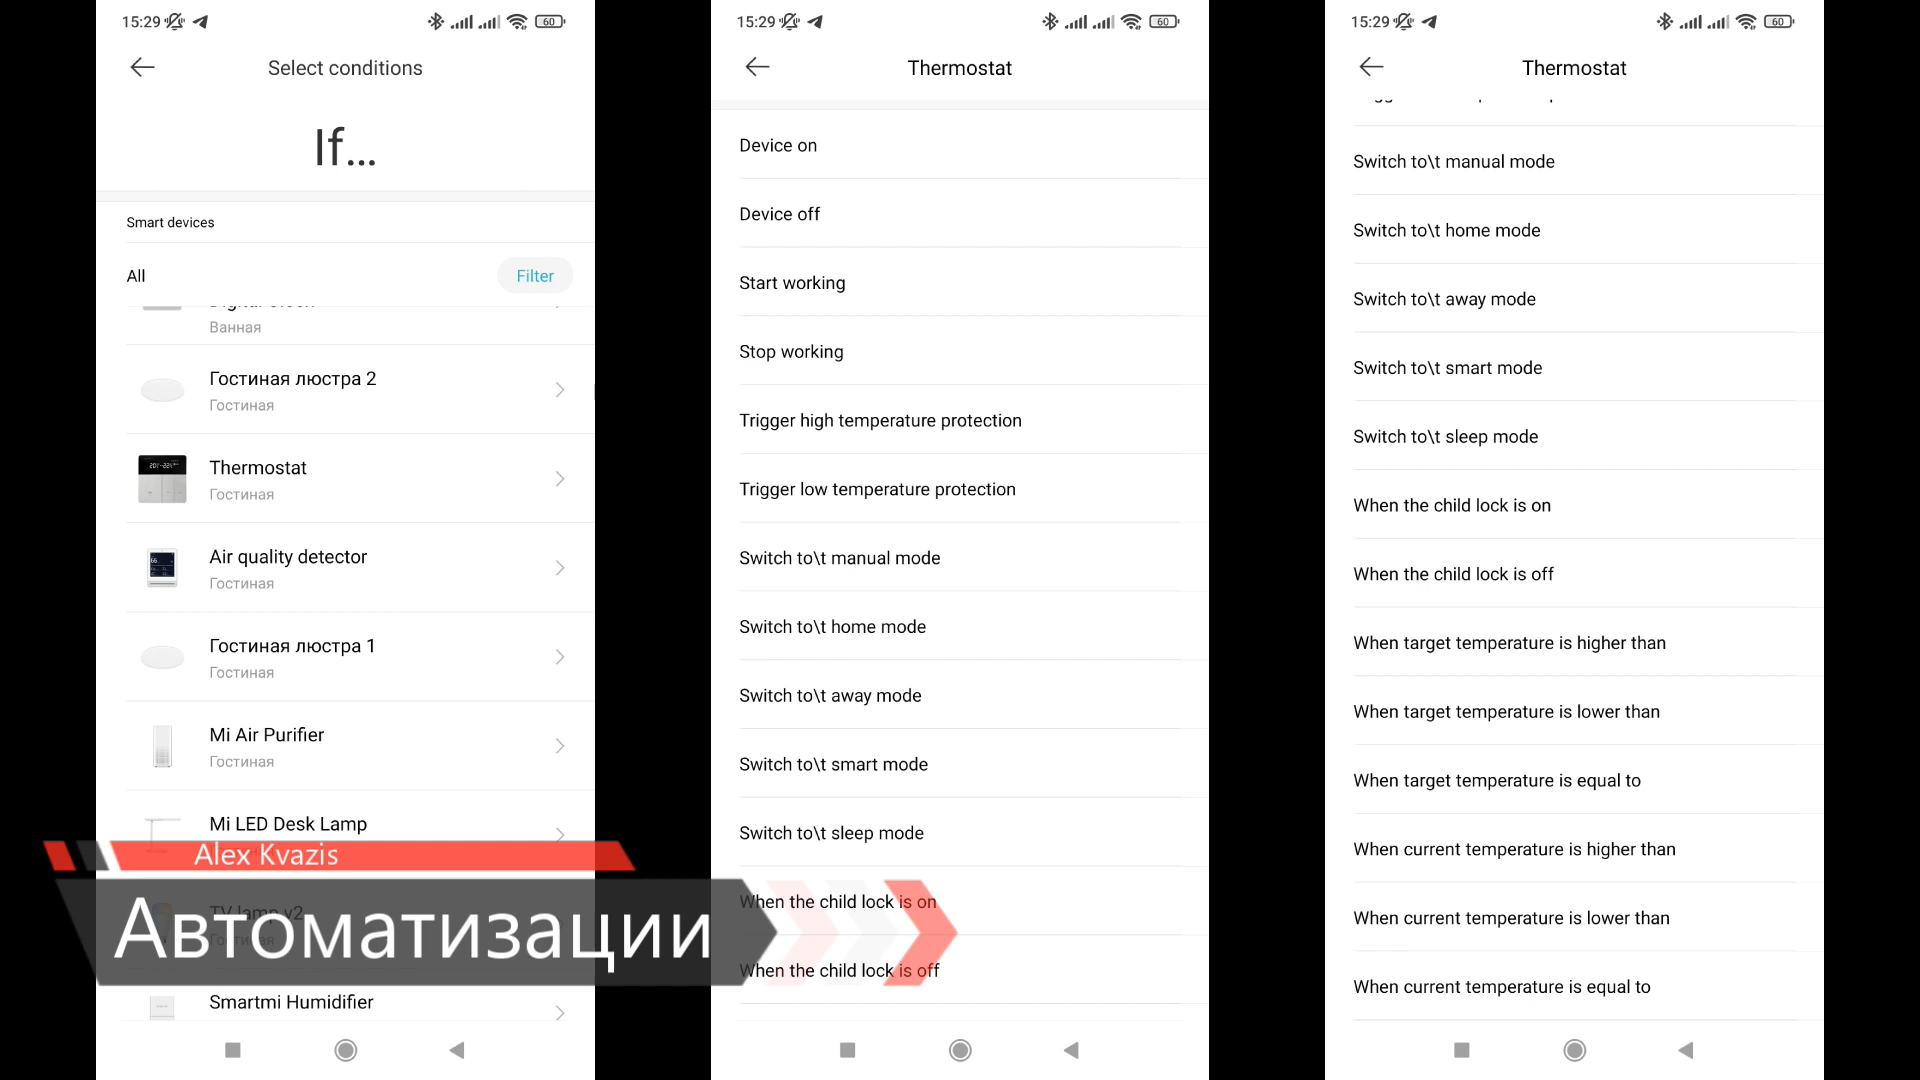 15:29
60
Select conditions
If...
Smart devices
All
Filter
Ванная
Гостиная люстра 2
Гостиная
Thermostat
Гостиная
Air quality detector
Гостиная
Гостиная люстра 1
Гостиная
Mi Air Purifier
Гостиная
Mi LED Desk Lamp
Alex Kvazis
TV lamp v2
Автоматизации
Smartmi Humidifier
15:29
60
Thermostat
Device on
Device off
Start working
Stop working
Trigger high temperature protection
Trigger low temperature protection
Switch to\t manual mode
Switch to\t home mode
Switch to\t away mode
Switch to\t smart mode
Switch to\t sleep mode
When the child lock is on
When the child lock is off
15:29
60
Thermostat
Switch to\t manual mode
Switch to\t home mode
Switch to\t away mode
Switch to\t smart mode
Switch to\t sleep mode
When the child lock is on
When the child lock is off
When target temperature is higher than
When target temperature is lower than
When target temperature is equal to
When current temperature is higher than
When current temperature is lower than
When current temperature is equal to